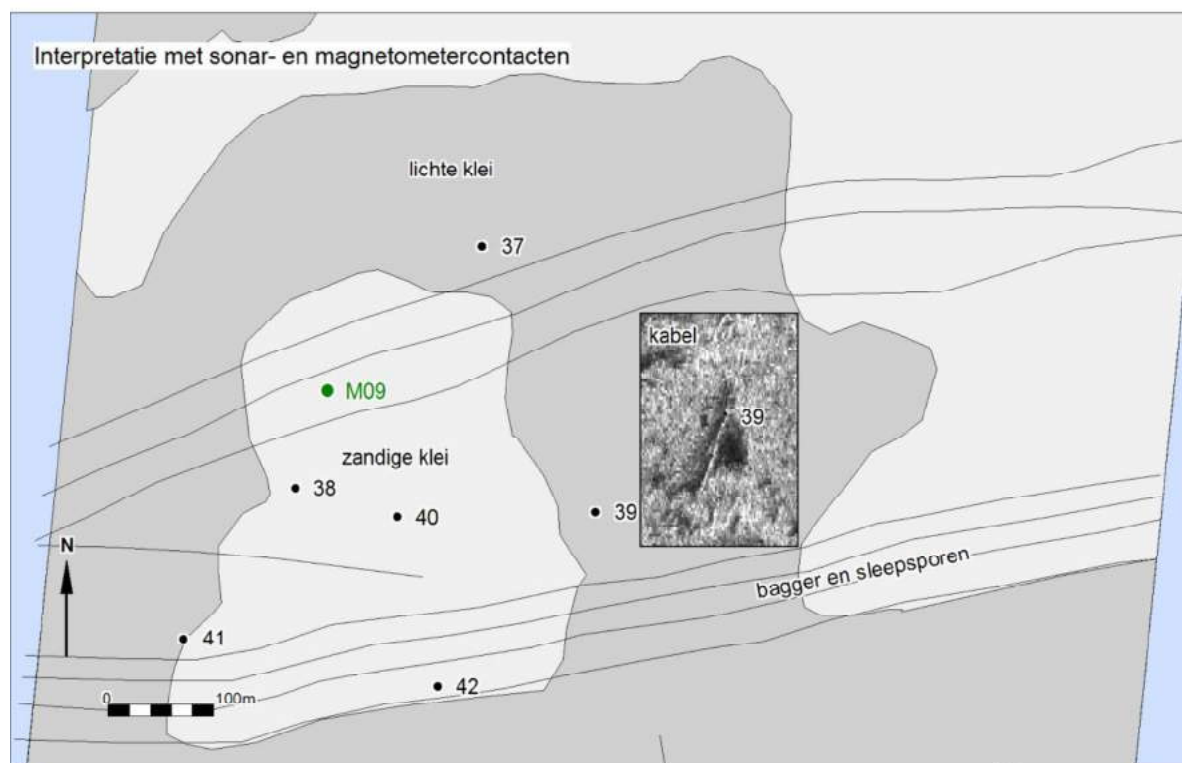 Interpretatie met sonar- en magnetometercontacten
lichte klei
37
kabel
39
M09
zandige klei
38
40
39
N
bagger en sleepsporen
41
42
0
100m